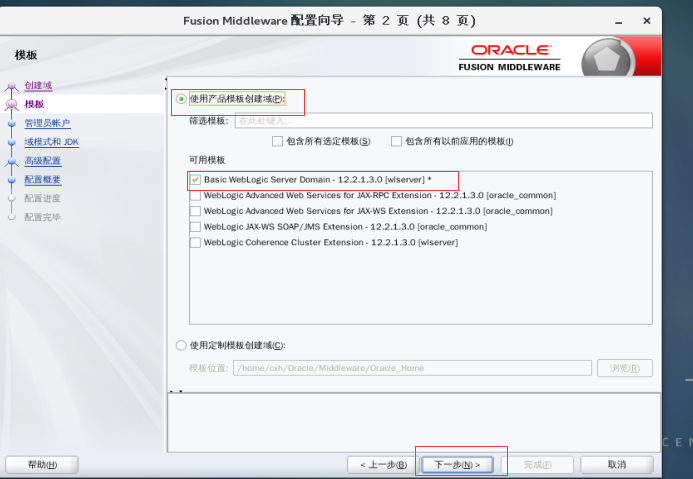 Fusion Middleware 配置向导 - 第 2 页 (共 8 页)
模板
ORACLE
FUSION MIDDLEWARE
创建域
模板
管理员帐户
域模式和 JDK
高级配置
配置概要
配置进度
配置完毕
使用产品模板创建域(P):
筛选模板: 在此处键入...
包含所有选定模板(S) 包含所有以前应用的模板(I)
可用模板
Basic WebLogic Server Domain - 12.2.1.3.0 [wlserver] *
WebLogic Advanced Web Services for JAX-RPC Extension - 12.2.1.3.0 [oracle_common]
WebLogic Advanced Web Services for JAX-WS Extension - 12.2.1.3.0 [oracle_common]
WebLogic JAX-WS SOAP/JMS Extension - 12.2.1.3.0 [oracle_common]
WebLogic Coherence Cluster Extension - 12.2.1.3.0 [wlserver]
使用定制模板创建域(C):
模板位置: /home/cxh/Oracle/Middleware/Oracle_Home 浏览(R)
CEN
帮助(H) < 上一步(B) 下一步(N) > 完成(F) 取消